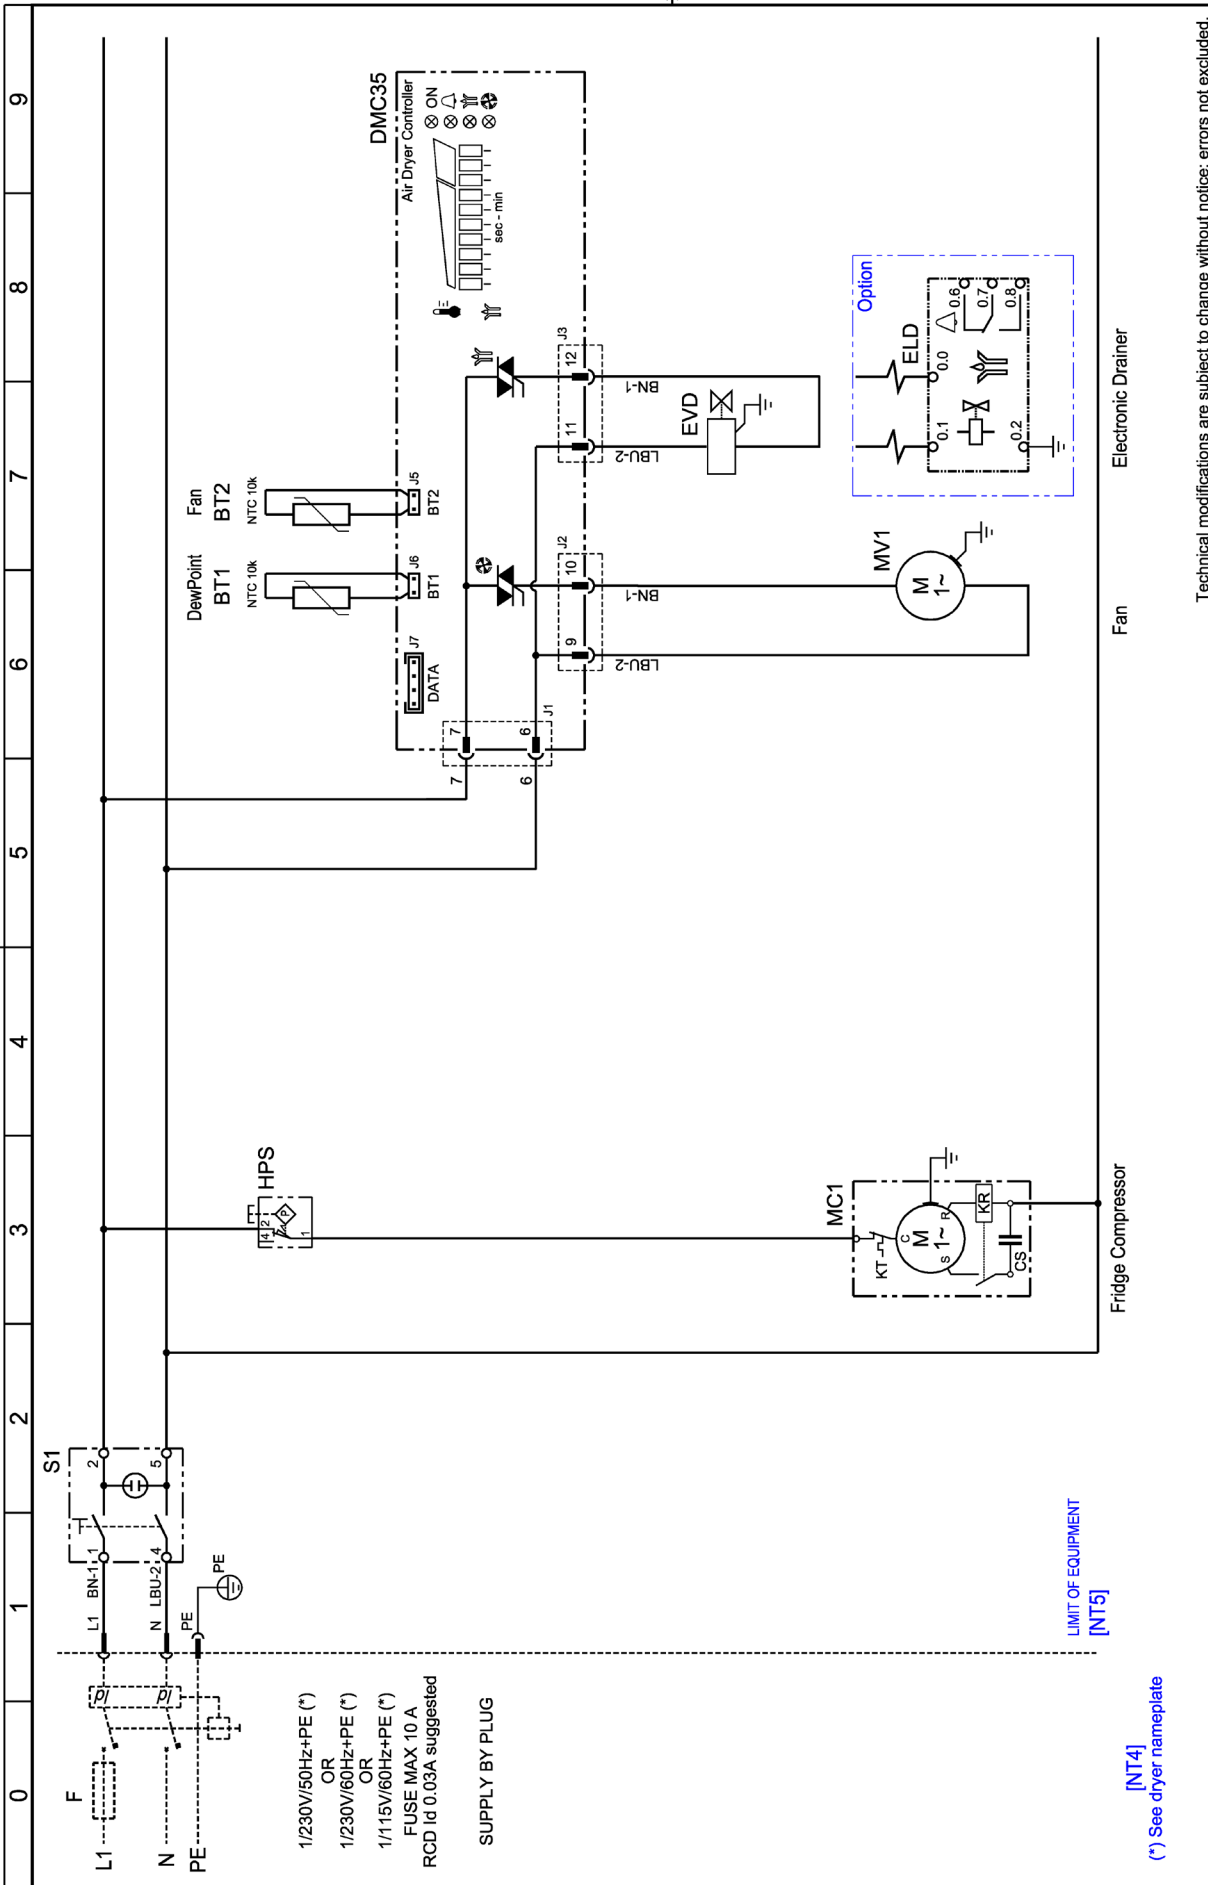 0
1
2
3
4
5
6
7
8
9
L1
N
PE
F
Id
Id
L1 BN-1
N LBU-2
PE
PE
S1
1
2
4
5
1/230V/50Hz+PE (*)
OR
1/230V/60Hz+PE (*)
OR
1/115V/60Hz+PE (*)
FUSE MAX 10 A
RCD Id 0.03A suggested
SUPPLY BY PLUG
LIMIT OF EQUIPMENT
[NT5]
[NT4]
(*) See dryer nameplate
HPS
4 2
P
1
MC1
KT
C
M
1~
S
R
KR
CS
Fridge Compressor
DewPoint
BT1
NTC 10k
Fan
BT2
NTC 10k
DMC35
Air Dryer Controller
ON
sec - min
J7
DATA
J6
BT1
J5
BT2
7
7
6
6
J1
J2
9
10
LBU-2
BN-1
J3
11
12
LBU-2
BN-1
EVD
MV1
M
1~
Option
ELD
0.1
0.0
0.2
0.6
0.7
0.8
Fan
Electronic Drainer
Technical modifications are subject to change without notice; errors not excluded.